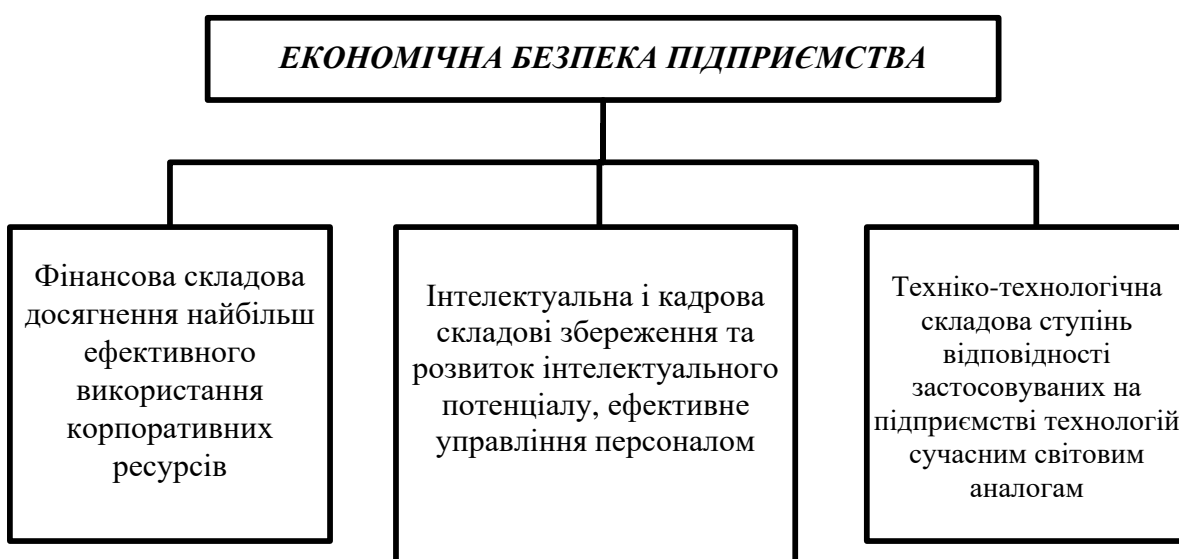 ЕКОНОМІЧНА БЕЗПЕКА ПІДПРИЄМСТВА
Фінансова складова
досягнення найбільш
ефективного
використання
корпоративних
ресурсів
Інтелектуальна і кадрова
складові збереження та
розвиток інтелектуального
потенціалу, ефективне
управління персоналом
Техніко-технологічна
складова ступінь
відповідності
застосовуваних на
підприємстві технологій
сучасним світовим
аналогам